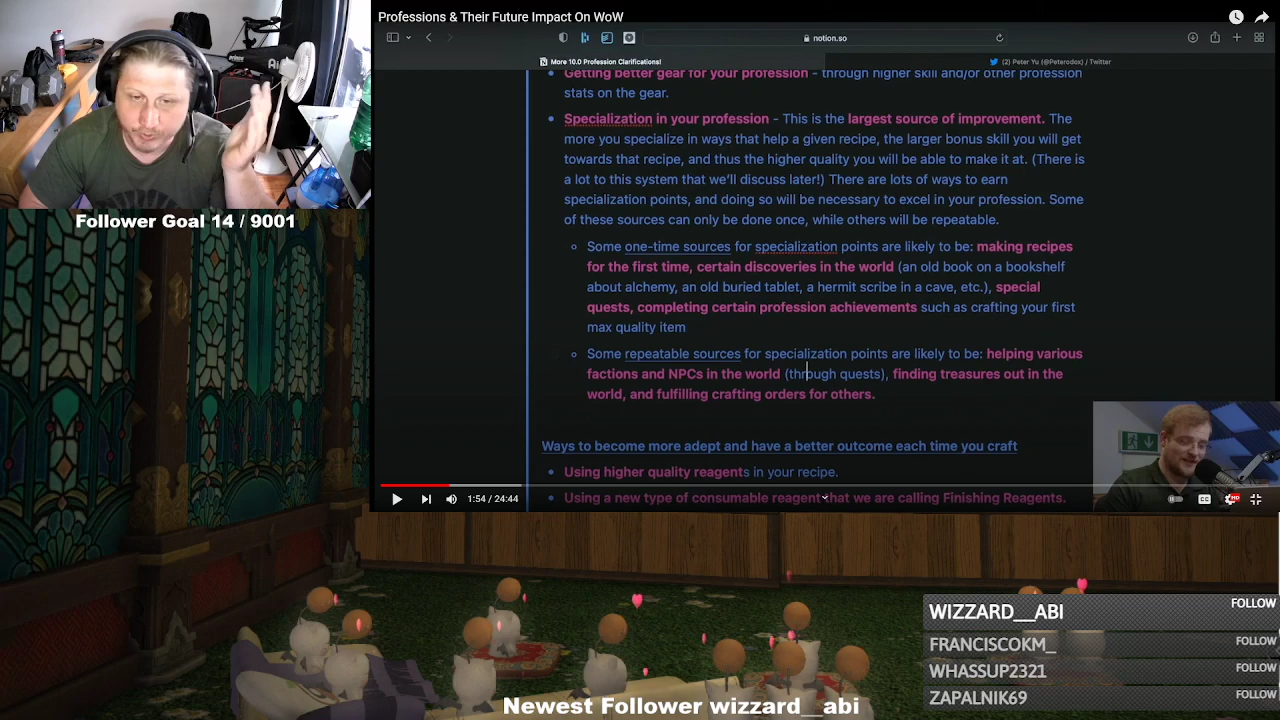 Professions & Their Future Impact On WoW
notion.so
More 10.0 Profession Clarifications!
(2) Peter Yu (@Peterodox) / Twitter
Getting better gear for your profession - through higher skill and/or other profession
stats on the gear.
Specialization in your profession - This is the largest source of improvement. The
more you specialize in ways that help a given recipe, the larger bonus skill you will get
towards that recipe, and thus the higher quality you will be able to make it at. (There is
a lot to this system that we'll discuss later!) There are lots of ways to earn
specialization points, and doing so will be necessary to excel in your profession. Some
of these sources can only be done once, while others will be repeatable.
Some one-time sources for specialization points are likely to be: making recipes
for the first time, certain discoveries in the world (an old book on a bookshelf
about alchemy, an old buried tablet, a hermit scribe in a cave, etc.), special
quests, completing certain profession achievements such as crafting your first
max quality item
Some repeatable sources for specialization points are likely to be: helping various
factions and NPCs in the world (through quests), finding treasures out in the
world, and fulfilling crafting orders for others.
Ways to become more adept and have a better outcome each time you craft
Using higher quality reagents in your recipe.
Using a new type of consumable reagent that we are calling Finishing Reagents.
1:54 / 24:44
CC
HD
Follower Goal 14 / 9001
WIZZARD__ABI FOLLOW
FRANCISCOKM_ FOLLOW
WHASSUP2321 FOLLOW
ZAPALNIK69 FOLLOW
Newest Follower wizzard__abi